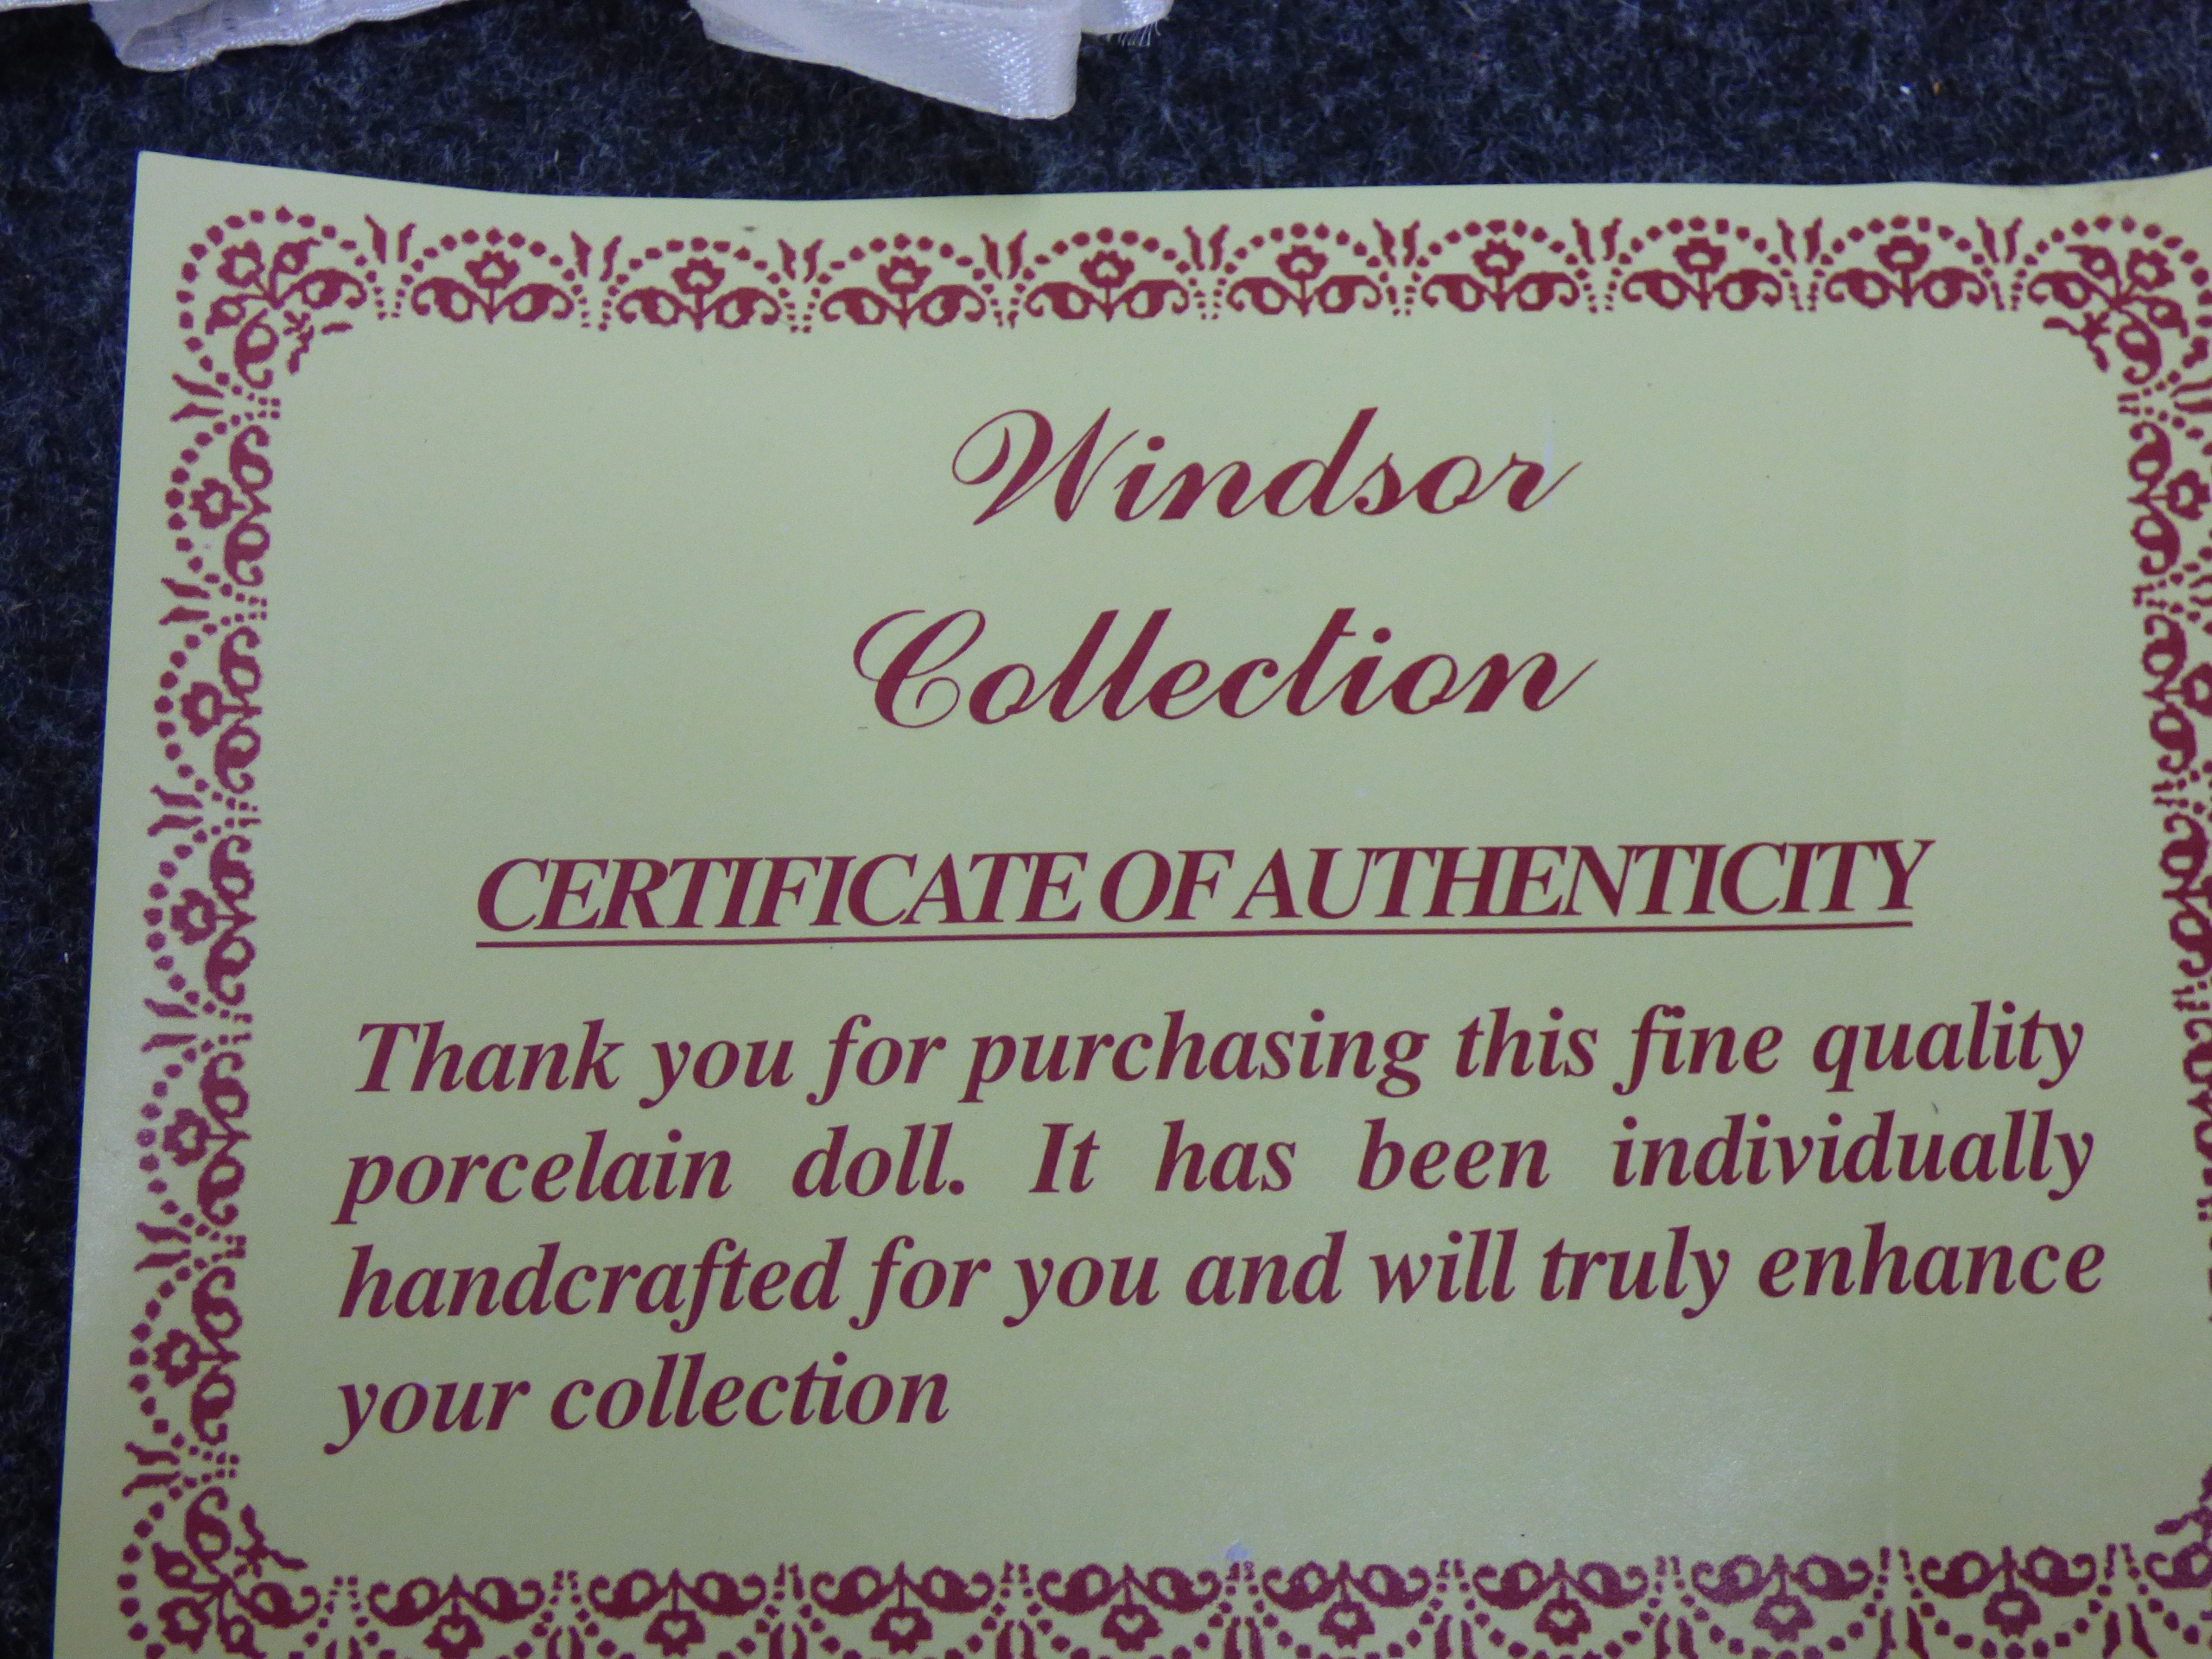 Windsor
Collection
CERTIFICATE OF AUTHENTICITY
Thank you for purchasing this fine quality
porcelain doll. It has been individually
handcrafted for you and will truly enhance
your collection